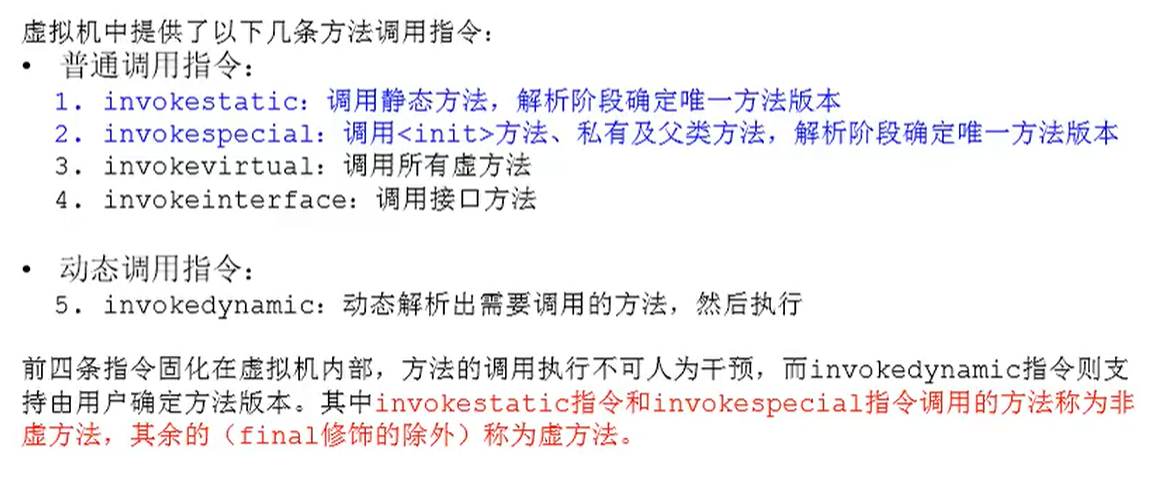 虚拟机中提供了以下几条方法调用指令：
• 普通调用指令：
1. invokestatic：调用静态方法，解析阶段确定唯一方法版本
2. invokespecial：调用<init>方法、私有及父类方法，解析阶段确定唯一方法版本
3. invokevirtual：调用所有虚方法
4. invokeinterface：调用接口方法
• 动态调用指令：
5. invokedynamic：动态解析出需要调用的方法，然后执行
前四条指令固化在虚拟机内部，方法的调用执行不可人为干预，而invokedynamic指令则支
持由用户确定方法版本。其中invokestatic指令和invokespecial指令调用的方法称为非
虚方法，其余的（final修饰的除外）称为虚方法。